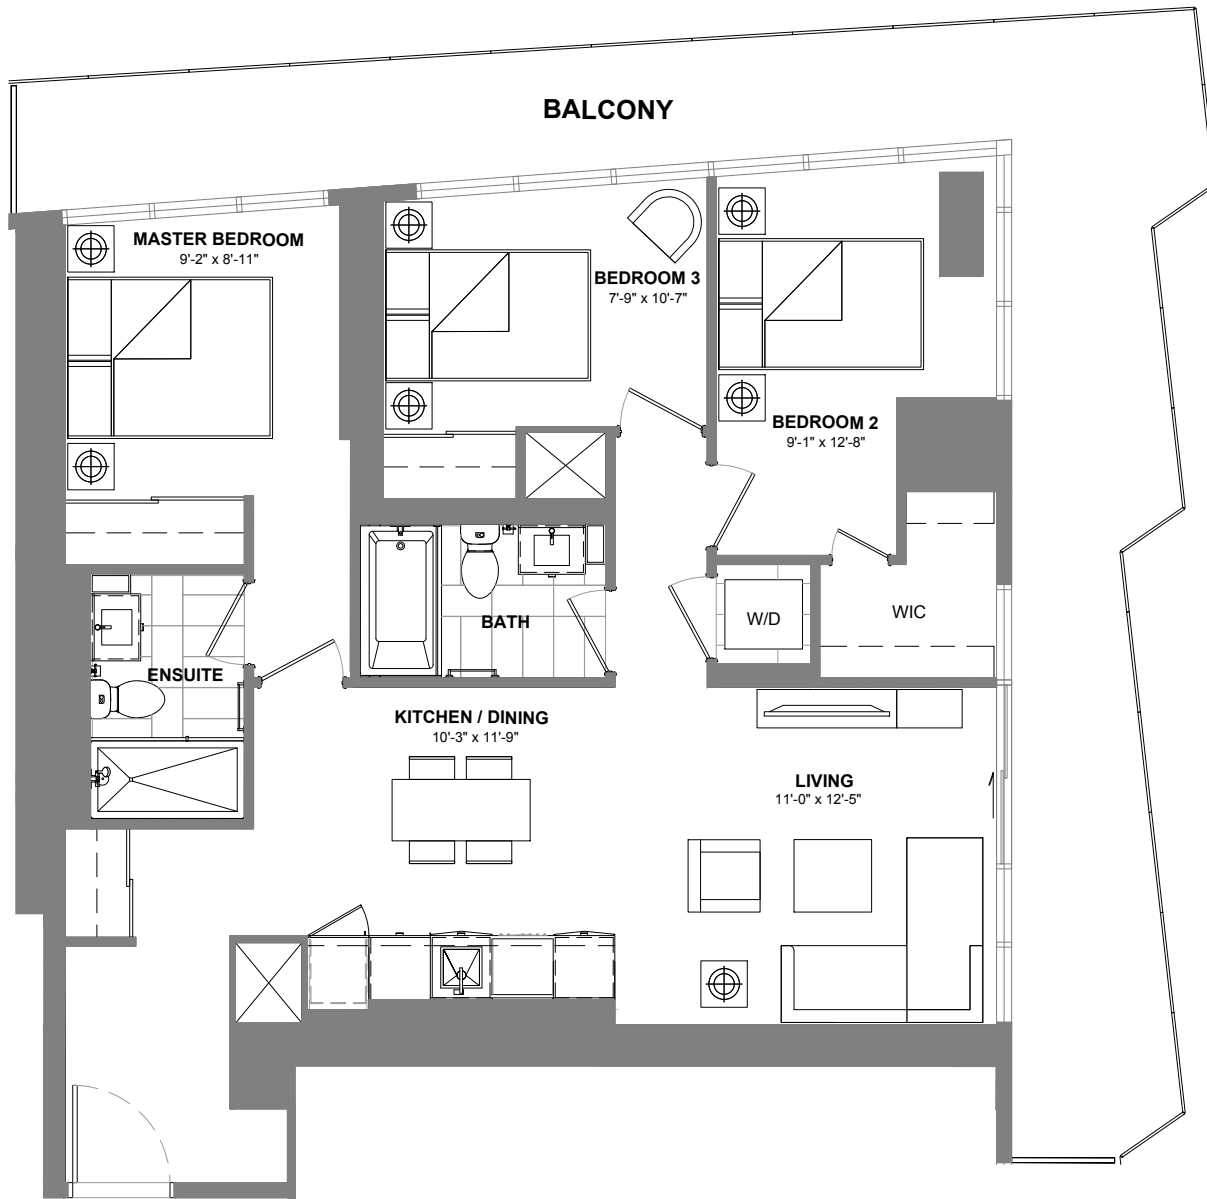 BALCONY
MASTER BEDROOM
9'-2" x 8'-11"
BEDROOM 3
7'-9" x 10'-7"
BEDROOM 2
9'-1" x 12'-8"
BATH
W/D
WIC
ENSUITE
KITCHEN / DINING
10'-3" x 11'-9"
LIVING
11'-0" x 12'-5"